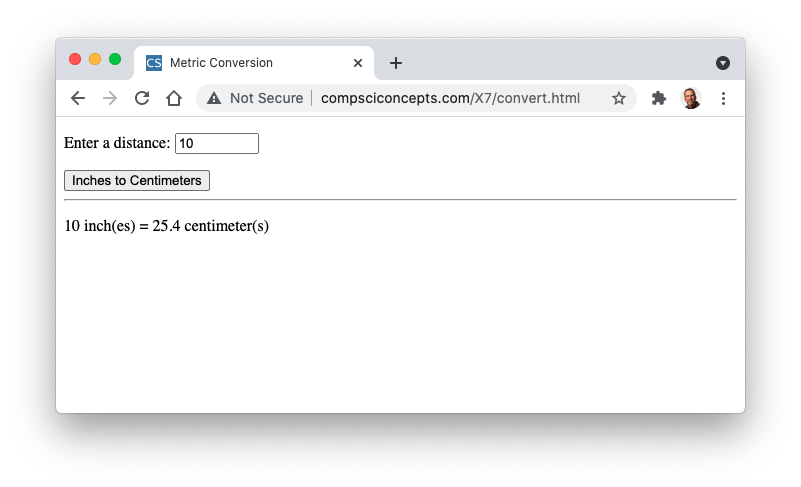 CS Metric Conversion
Not Secure compsciconcepts.com/X7/convert.html
Enter a distance: 10
Inches to Centimeters
10 inch(es) = 25.4 centimeter(s)